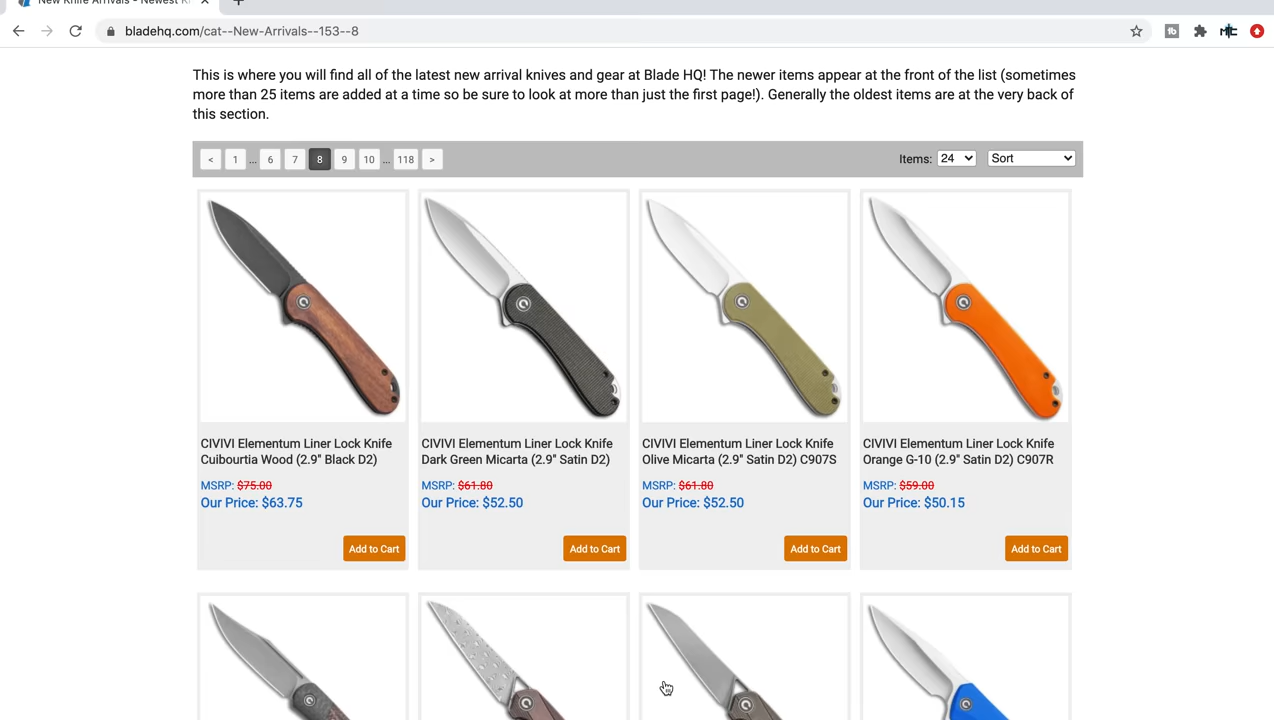 New Knife Arrivals - Newest K
bladehq.com/cat--New-Arrivals--153--8
This is where you will find all of the latest new arrival knives and gear at Blade HQ! The newer items appear at the front of the list (sometimes
more than 25 items are added at a time so be sure to look at more than just the first page!). Generally the oldest items are at the very back of
this section.
< 1 ... 6 7 8 9 10 ... 118 > Items: 24 Sort
CIVIVI Elementum Liner Lock Knife
Cuibourtia Wood (2.9" Black D2)
MSRP: $75.00
Our Price: $63.75
Add to Cart
CIVIVI Elementum Liner Lock Knife
Dark Green Micarta (2.9" Satin D2)
MSRP: $61.80
Our Price: $52.50
Add to Cart
CIVIVI Elementum Liner Lock Knife
Olive Micarta (2.9" Satin D2) C907S
MSRP: $61.80
Our Price: $52.50
Add to Cart
CIVIVI Elementum Liner Lock Knife
Orange G-10 (2.9" Satin D2) C907R
MSRP: $59.00
Our Price: $50.15
Add to Cart